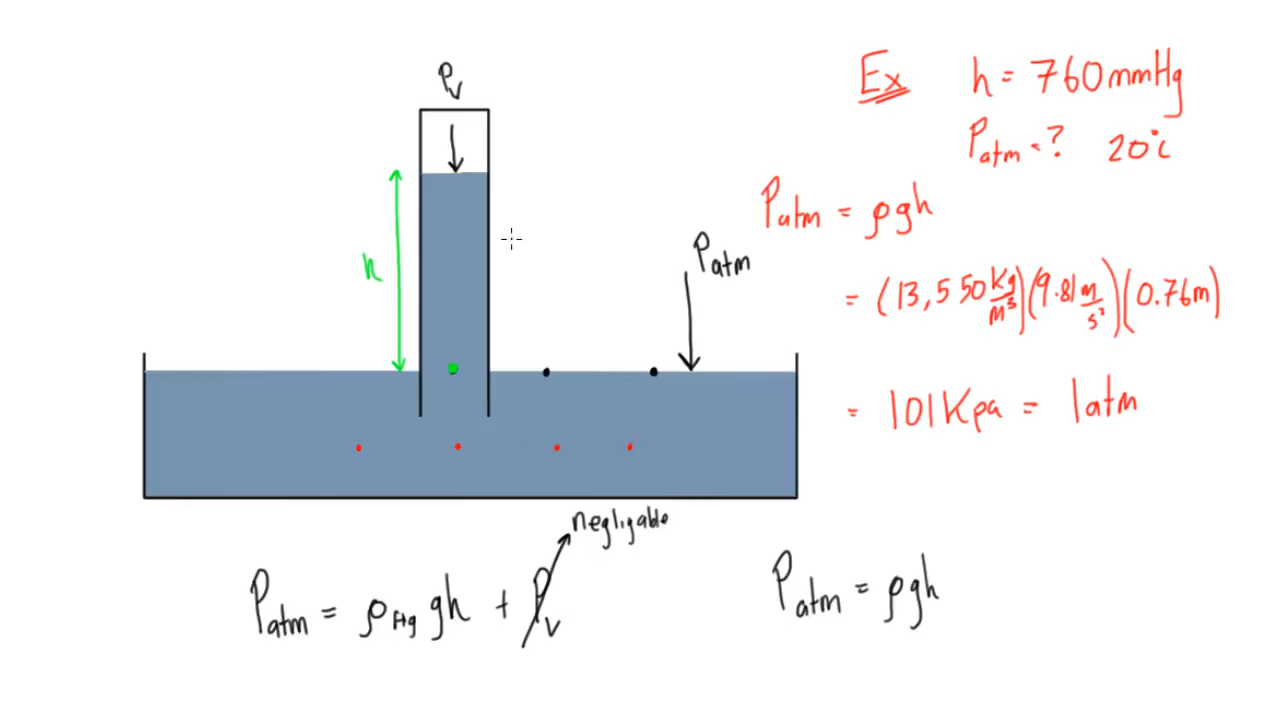 Pv
h
Patm
Ex h = 760mmHg
Patm = ? 20°c
Patm = ρgh
= (13,550 Kg/m³)(9.81 m/s²)(0.76m)
= 101Kpa = 1atm
negligable
Patm = ρHg gh + Pv
Patm = ρgh